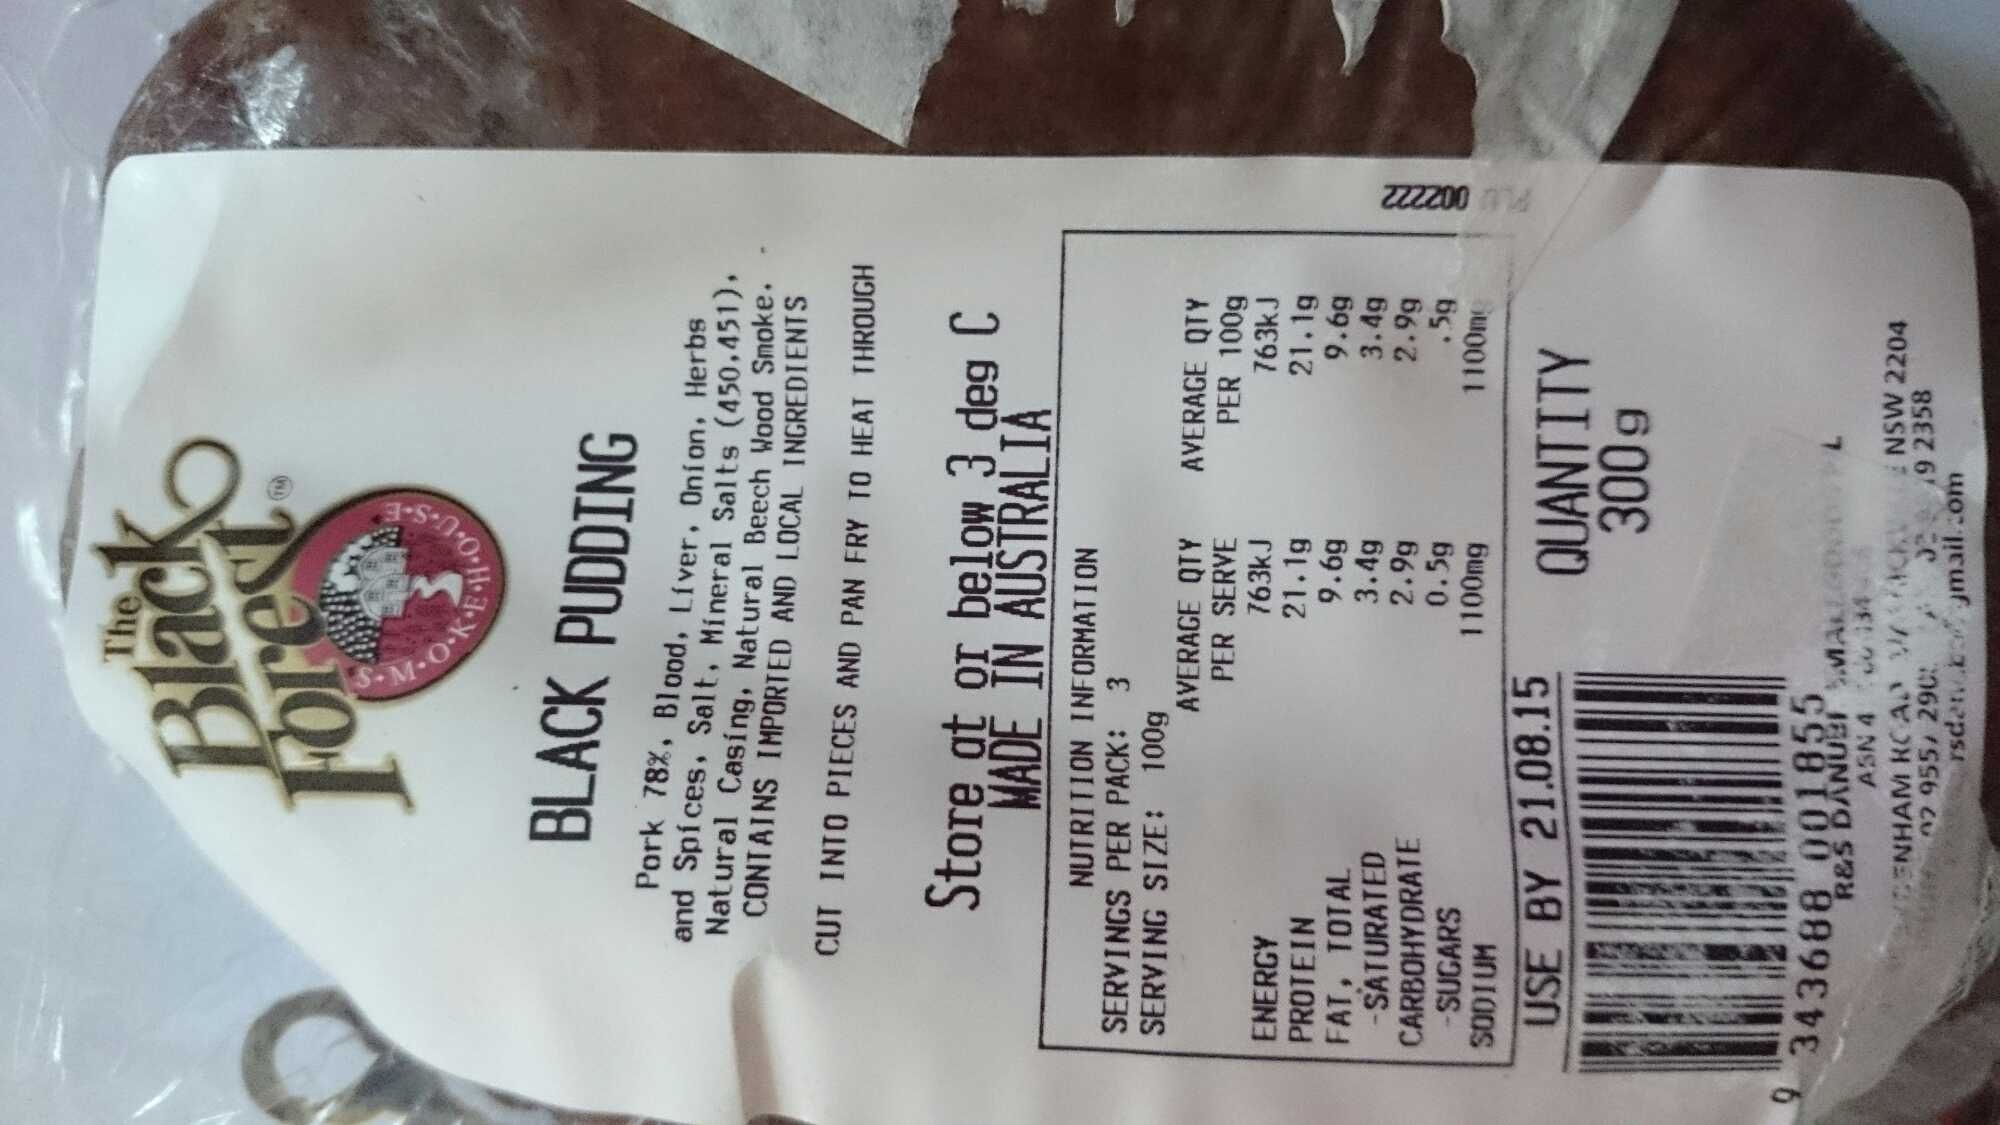 The
Black
Forest
TM
S·M·O·K·E·H·O·U·S·E
BLACK PUDDING
Pork 78%, Blood, Liver, Onion, Herbs
and Spices, Salt, Mineral Salts (450,451),
Natural Casing, Natural Beech Wood Smoke.
CONTAINS IMPORTED AND LOCAL INGREDIENTS
CUT INTO PIECES AND PAN FRY TO HEAT THROUGH
Store at or below 3 deg C
MADE IN AUSTRALIA
NUTRITION INFORMATION
SERVINGS PER PACK: 3
SERVING SIZE: 100g
AVERAGE QTY AVERAGE QTY
PER SERVE PER 100g
ENERGY 763kJ 763kJ
PROTEIN 21.1g 21.1g
FAT, TOTAL 9.6g 9.6g
-SATURATED 3.4g 3.4g
CARBOHYDRATE 2.9g 2.9g
-SUGARS 0.5g .5g
SODIUM 1100mg 1100mg
PLU 002222
USE BY 21.08.15
QUANTITY
300g
9 343688 001855
R&S DANUBE
NSW 2204
02 2358